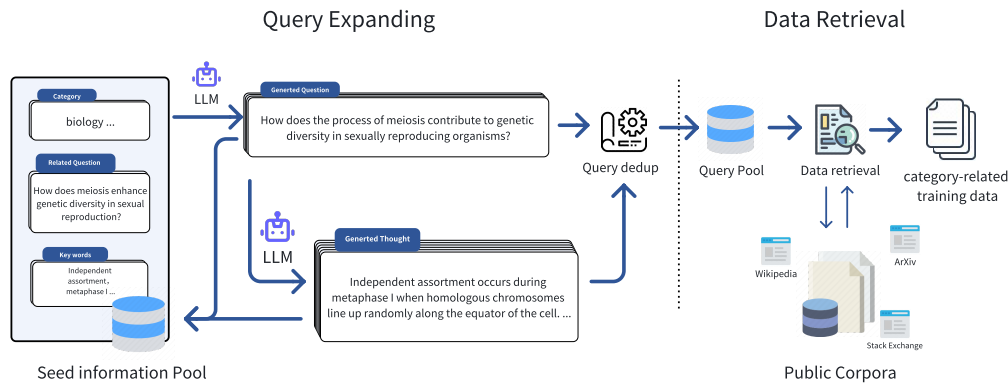 Query Expanding
Data Retrieval
Category
biology ...
Related Question
How does meiosis enhance
genetic diversity in sexual
reproduction?
Key words
Independent
assortment,
metaphase I ...
Seed information Pool
LLM
Generted Question
How does the process of meiosis contribute to genetic
diversity in sexually reproducing organisms?
LLM
Generted Thought
Independent assortment occurs during
metaphase I when homologous chromosomes
line up randomly along the equator of the cell. ...
Query dedup
Query Pool
Data retrieval
category-related
training data
Wikipedia
ArXiv
Stack Exchange
Public Corpora